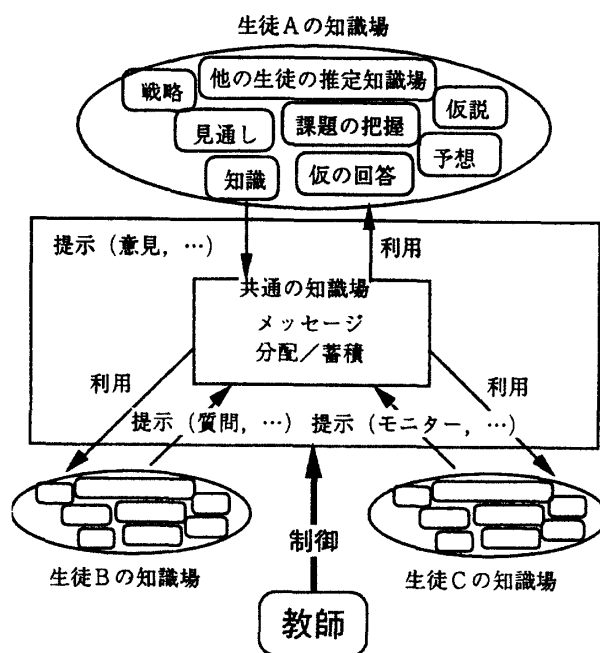 生徒Aの知識場
他の生徒の推定知識場
戦略
仮説
見通し
課題の把握
予想
知識
仮の回答
提示（意見，…）
利用
共通の知識場
メッセージ
分配／蓄積
利用
利用
提示（質問，…）
提示（モニター，…）
制御
生徒Bの知識場
生徒Cの知識場
教師